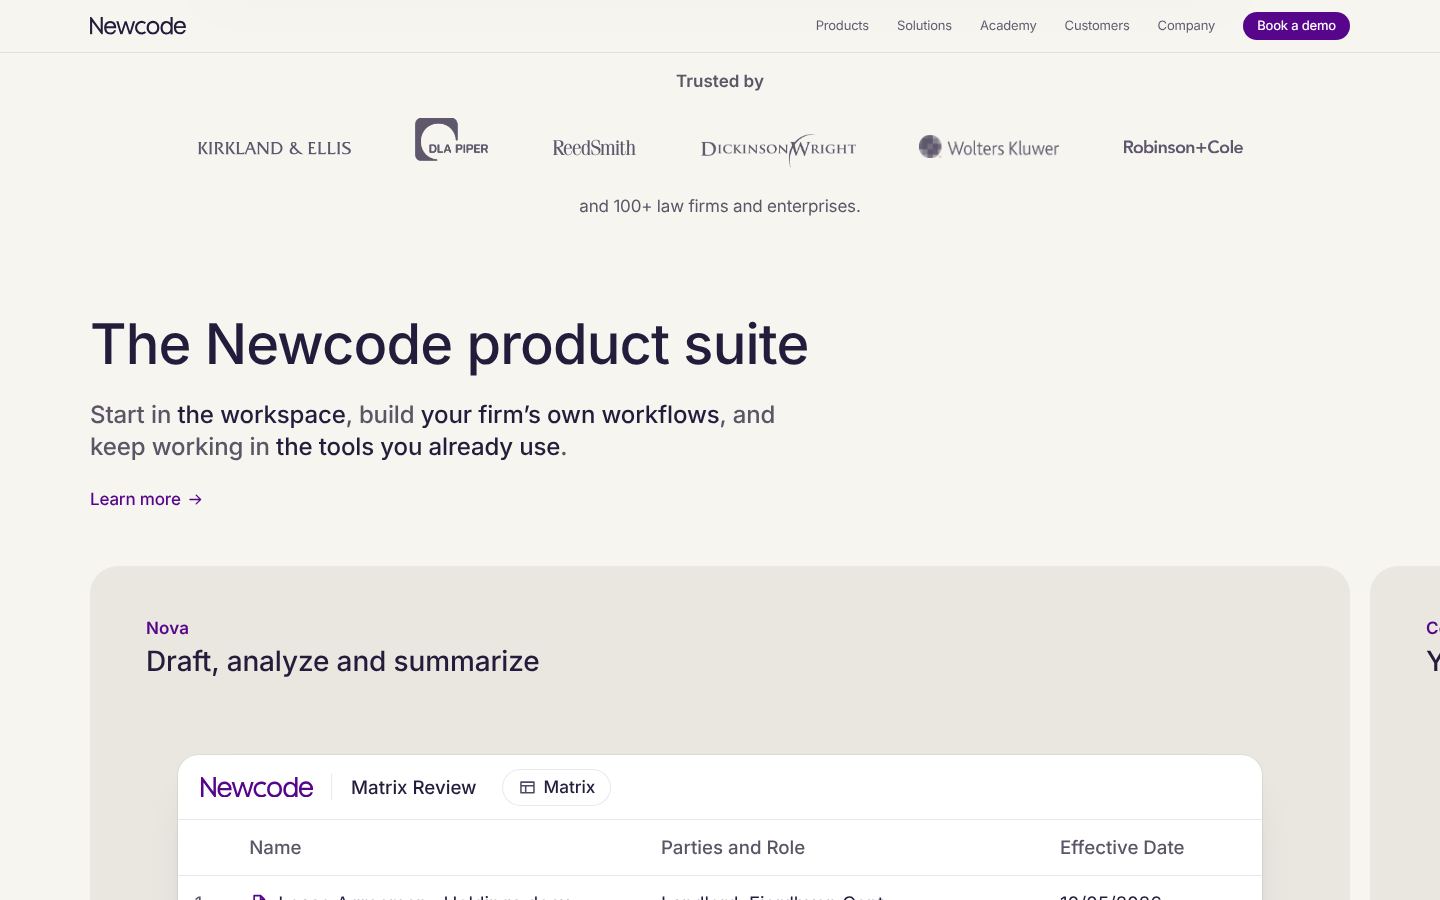 Newcode
Products
Solutions
Academy
Customers
Company
Book a demo
Trusted by
KIRKLAND & ELLIS
DLA PIPER
ReedSmith
DICKINSON WRIGHT
Wolters Kluwer
Robinson+Cole
and 100+ law firms and enterprises.
The Newcode product suite
Start in the workspace, build your firm’s own workflows, and
keep working in the tools you already use.
Learn more →
Nova
Draft, analyze and summarize
Newcode
Matrix Review
Matrix
Name
Parties and Role
Effective Date